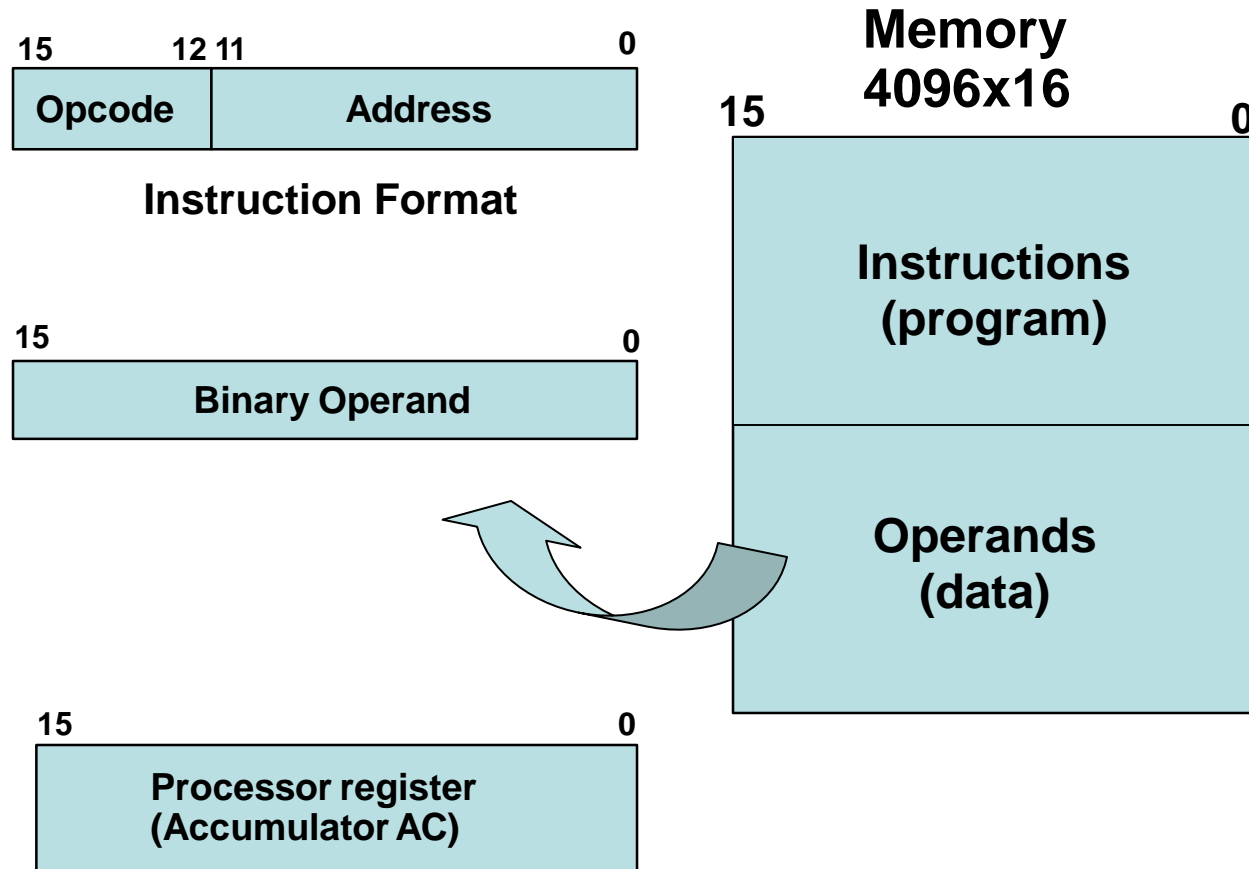 15 12 11 0
Opcode Address
Instruction Format
15 0
Binary Operand
Memory
4096x16
15 0
Instructions
(program)
Operands
(data)
15 0
Processor register
(Accumulator AC)